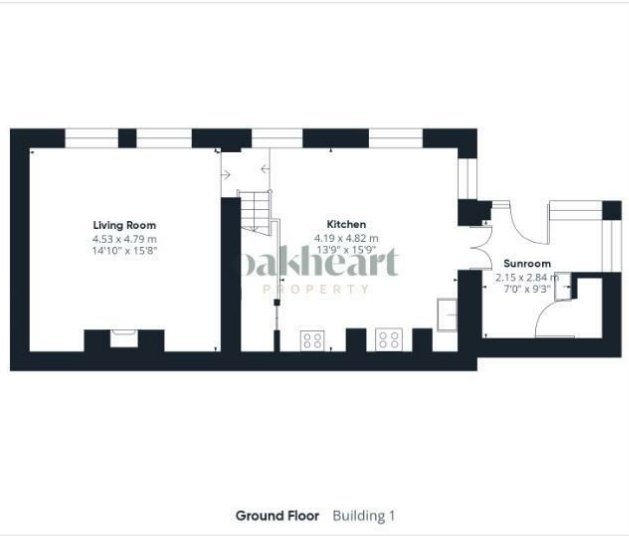 Living Room
4.53 x 4.79 m
14'10" x 15'8"
Kitchen
4.19 x 4.82 m
13'9" x 15'9"
oakheart
PROPERTY
Sunroom
2.15 x 2.84 m
7'0" x 9'3"
Ground Floor Building 1